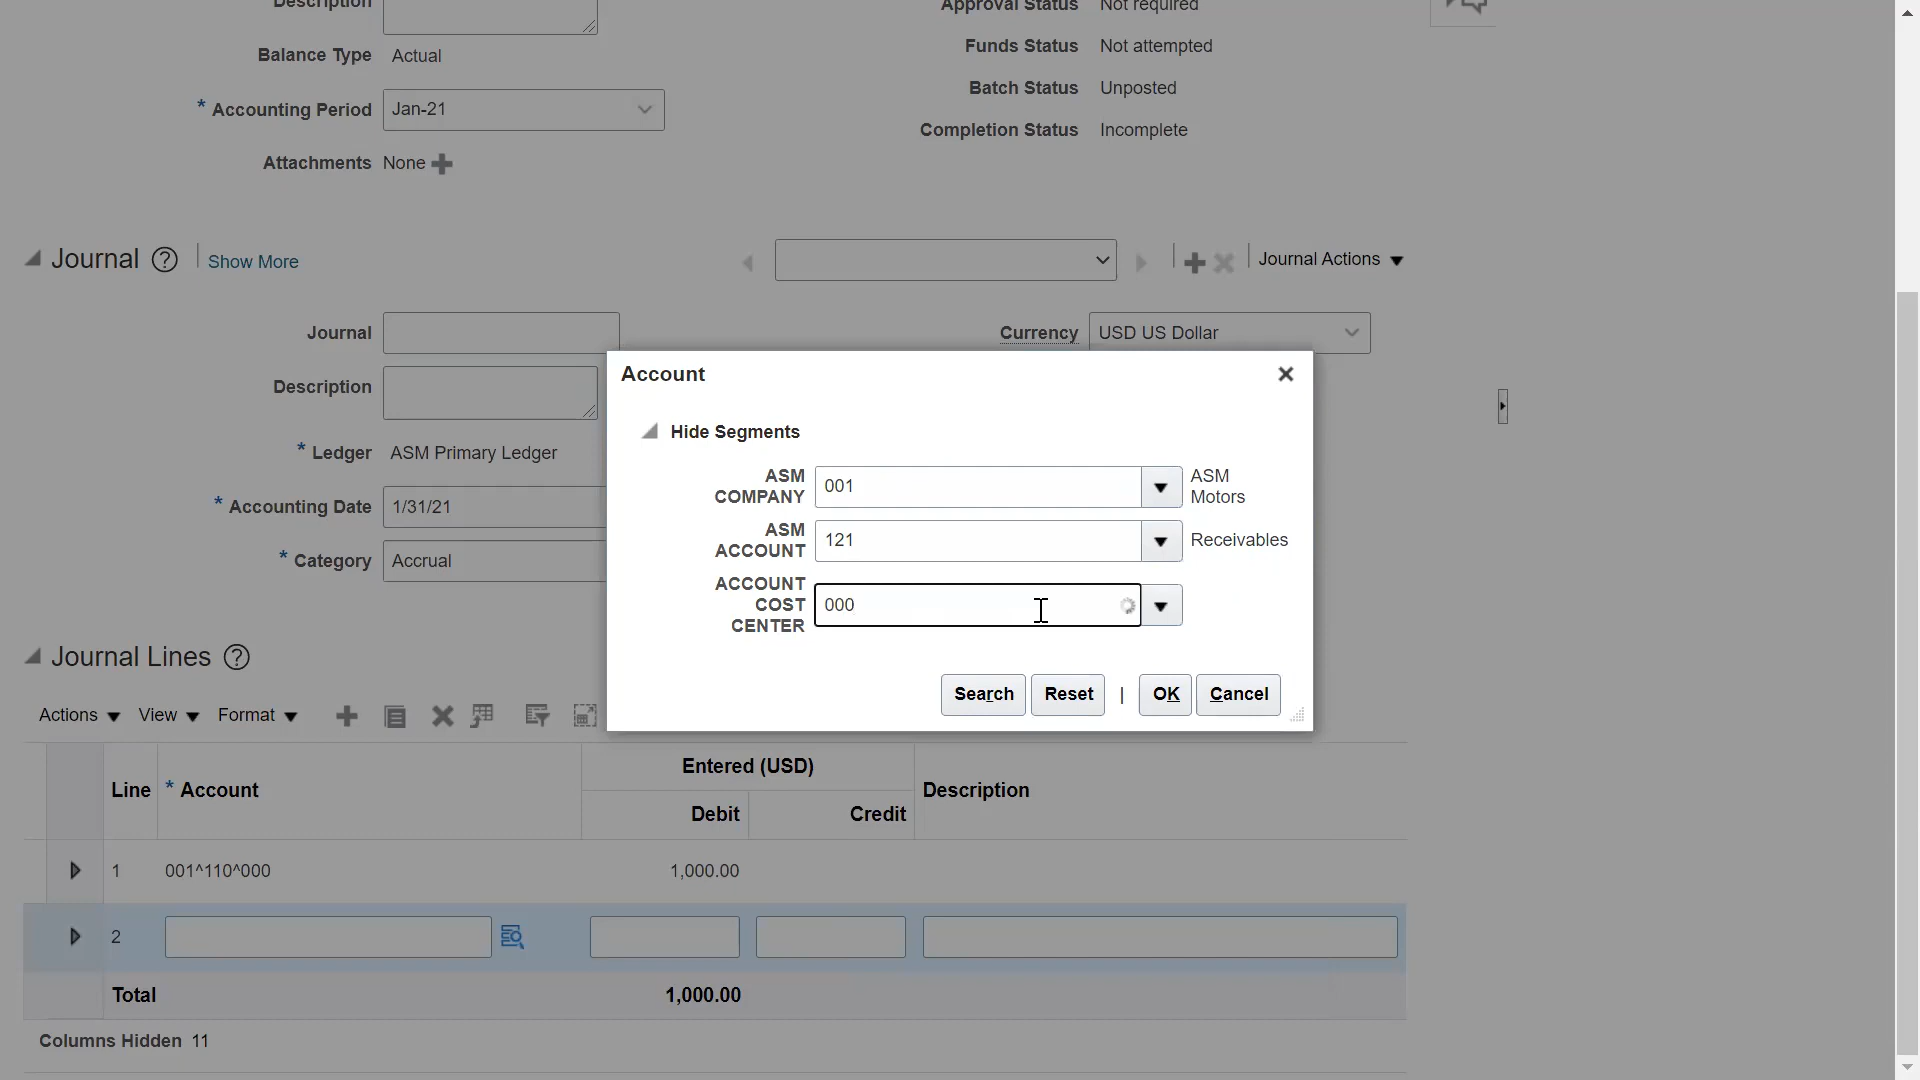 Description
Approval Status Not required
Balance Type Actual
Funds Status Not attempted
* Accounting Period Jan-21
Batch Status Unposted
Completion Status Incomplete
Attachments None
Journal ? Show More
Journal Actions
Journal
Currency USD US Dollar
Description
* Ledger ASM Primary Ledger
* Accounting Date 1/31/21
* Category Accrual
Account
Hide Segments
ASM COMPANY 001 ASM Motors
ASM ACCOUNT 121 Receivables
ACCOUNT COST CENTER 000
Search Reset | OK Cancel
Journal Lines ?
Actions View Format
Line * Account Entered (USD) Description
Debit Credit
1 001^110^000 1,000.00
2
Total 1,000.00
Columns Hidden 11